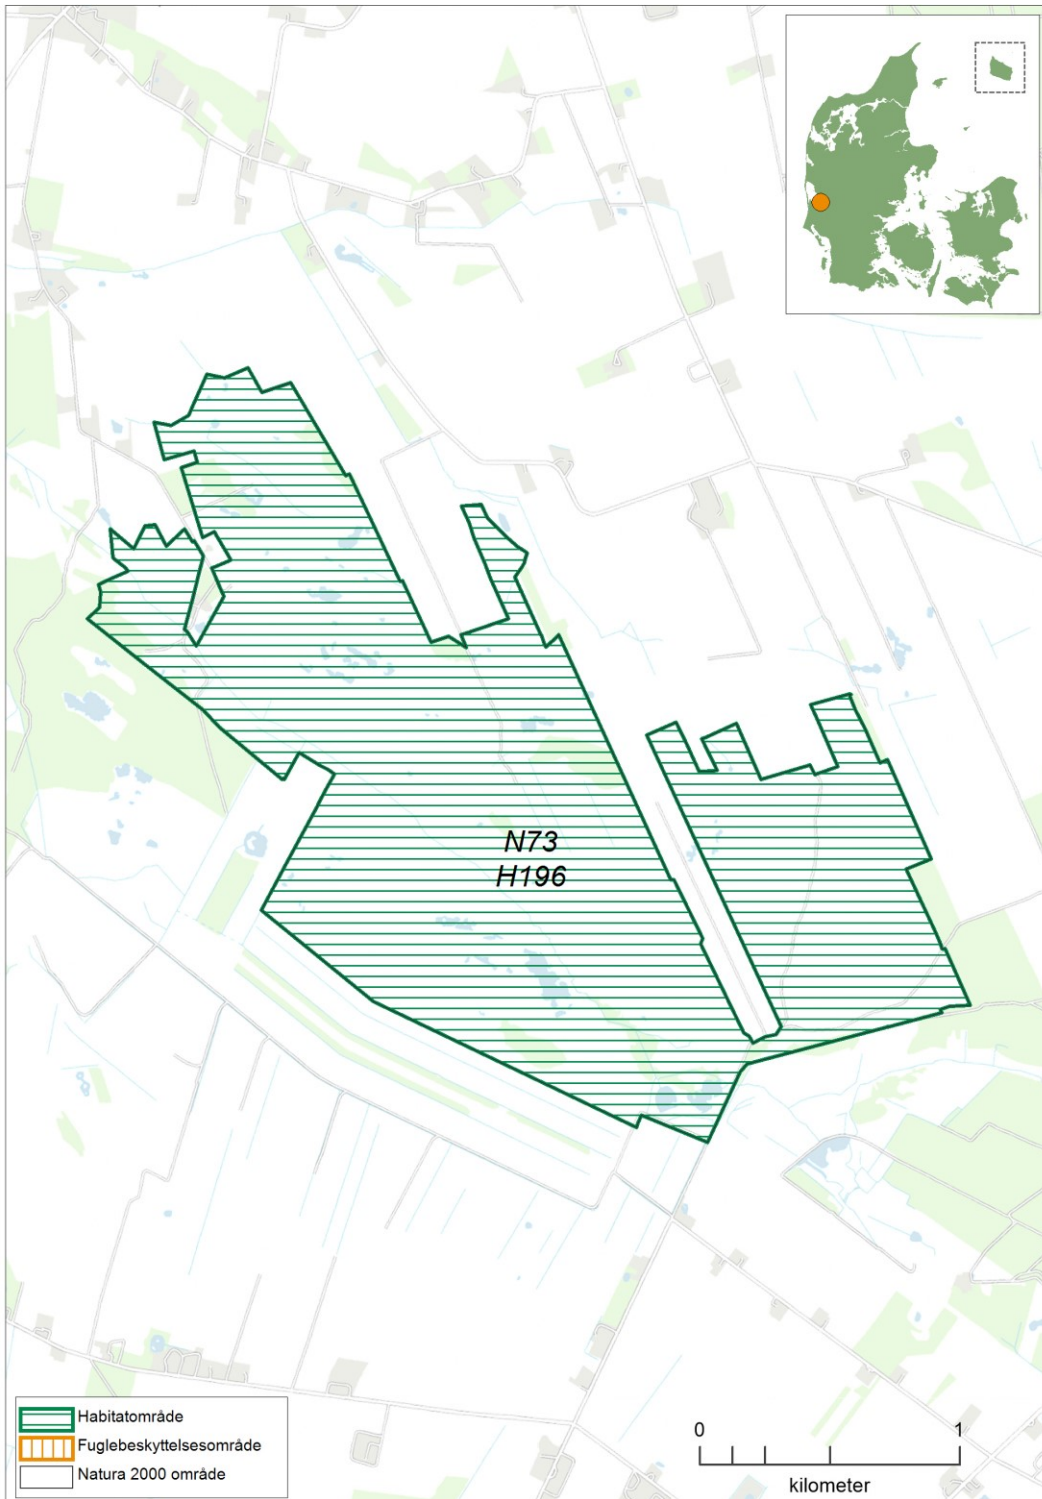 N73
H196
Habitatområde
Fuglebeskyttelsesområde
Natura 2000 område
0 1
kilometer